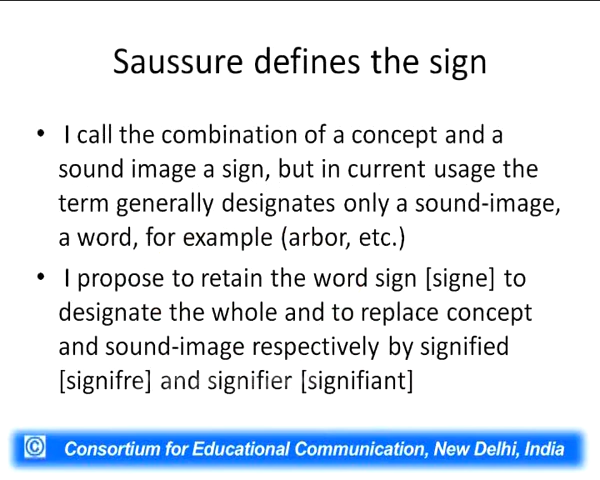 Saussure defines the sign
• I call the combination of a concept and a
sound image a sign, but in current usage the
term generally designates only a sound-image,
a word, for example (arbor, etc.)
• I propose to retain the word sign [signe] to
designate the whole and to replace concept
and sound-image respectively by signified
[signifre] and signifier [signifiant]
© Consortium for Educational Communication, New Delhi, India